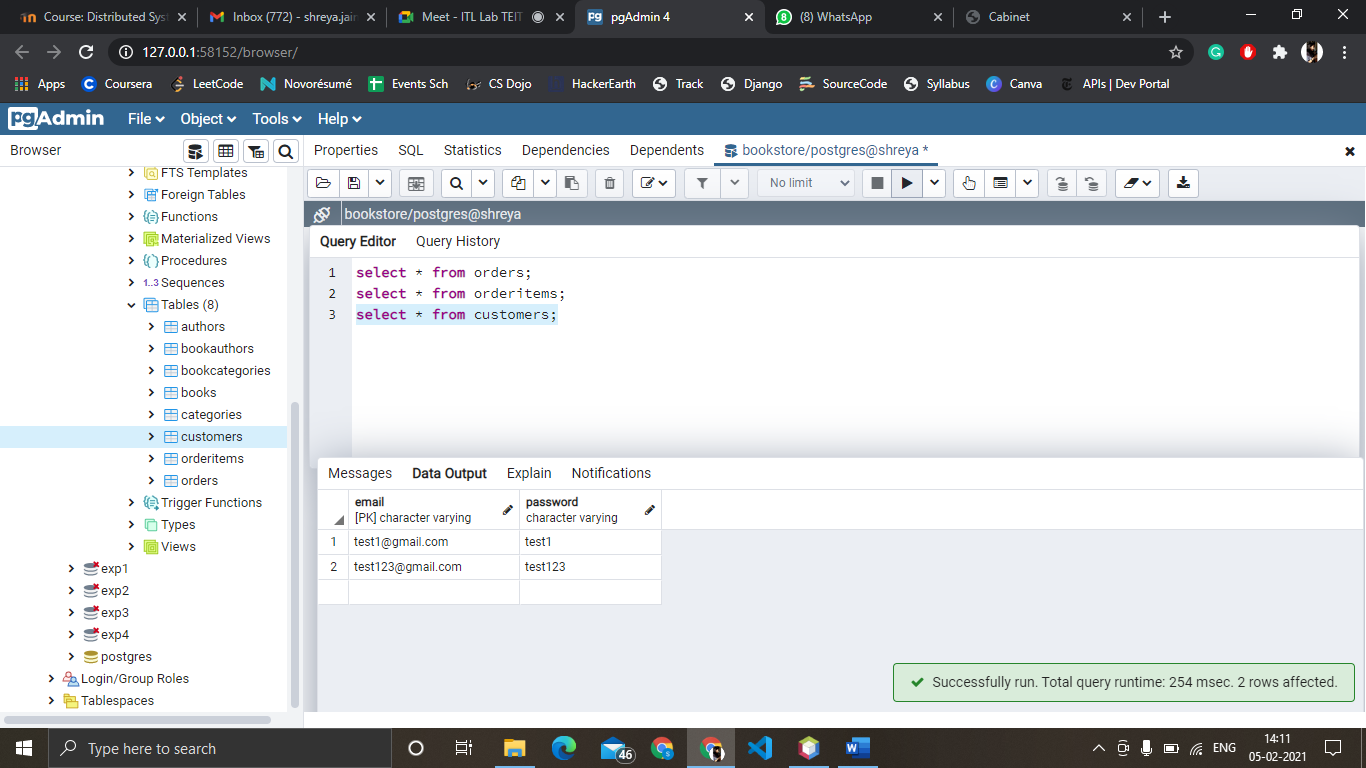 Course: Distributed Syst
Inbox (772) - shreya.jain
Meet - ITL Lab TEIT
pgAdmin 4
(8) WhatsApp
Cabinet
127.0.0.1:58152/browser/
Apps
Coursera
LeetCode
Novorésumé
Events Sch
CS Dojo
HackerEarth
Track
Django
SourceCode
Syllabus
Canva
APIs | Dev Portal
pgAdmin
File
Object
Tools
Help
Browser
Properties
SQL
Statistics
Dependencies
Dependents
bookstore/postgres@shreya *
FTS Templates
Foreign Tables
Functions
Materialized Views
Procedures
1..3 Sequences
Tables (8)
authors
bookauthors
bookcategories
books
categories
customers
orderitems
orders
Trigger Functions
Types
Views
exp1
exp2
exp3
exp4
postgres
Login/Group Roles
Tablespaces
No limit
bookstore/postgres@shreya
Query Editor
Query History
1 select * from orders;
2 select * from orderitems;
3 select * from customers;
Messages
Data Output
Explain
Notifications
email
[PK] character varying
password
character varying
1 test1@gmail.com test1
2 test123@gmail.com test123
Successfully run. Total query runtime: 254 msec. 2 rows affected.
Type here to search
46
ENG
14:11
05-02-2021